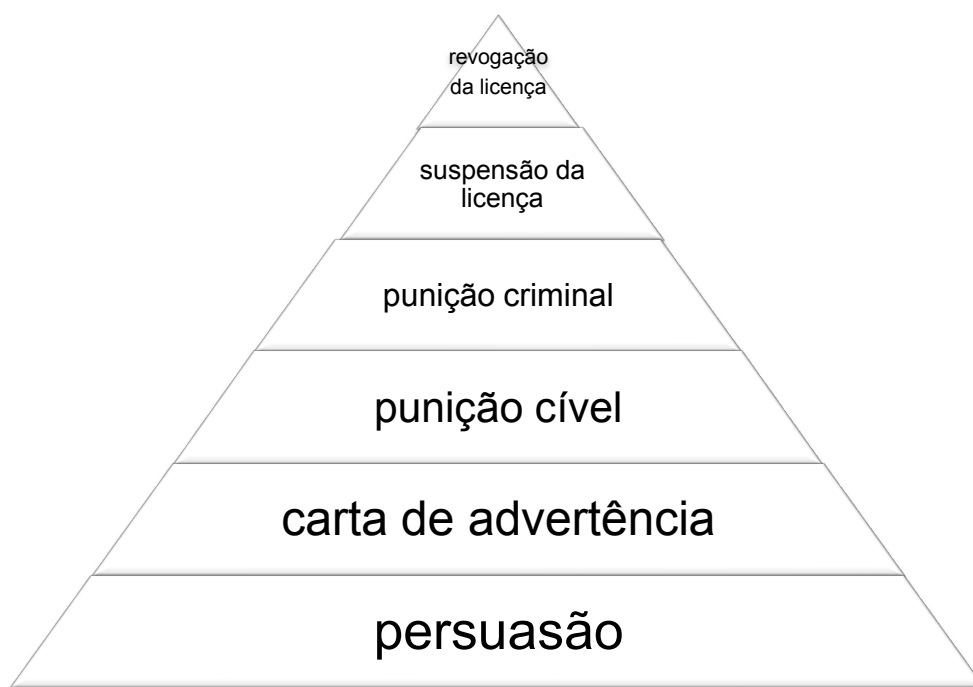 revogação
da licença
suspensão da
licença
punição criminal
punição cível
carta de advertência
persuasão